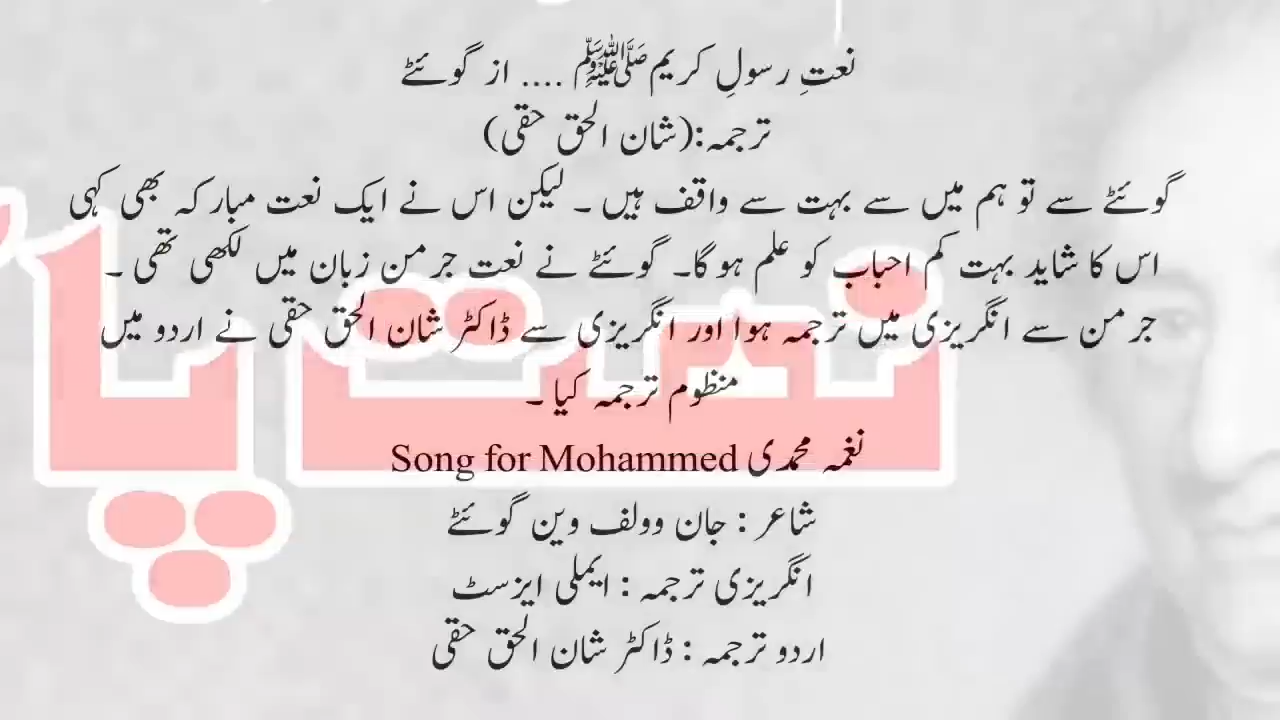 نعتِ رسولِ کریمﷺ .... از گوئٹے
ترجمہ:(شان الحق حقی)
گوئٹے سے تو ہم میں سے بہت سے واقف ہیں ۔ لیکن اس نے ایک نعت مبارکہ بھی کہی
اس کا شاید بہت کم احباب کو علم ہو گا۔ گوئٹے نے نعت جرمن زبان میں لکھی تھی ۔
جرمن سے انگریزی میں ترجمہ ہوا اور انگریزی سے ڈاکٹر شان الحق حقی نے اردو میں
منظوم ترجمہ کیا ۔
نغمہ محمدی Song for Mohammed
شاعر : جان وولف وین گوئٹے
انگریزی ترجمہ : ایملی ایزسٹ
اردو ترجمہ : ڈاکٹر شان الحق حقی